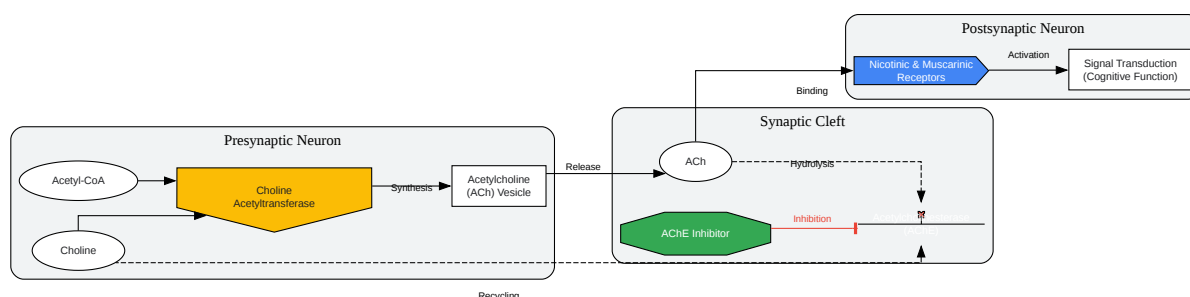 Postsynaptic Neuron
Nicotinic & Muscarinic
Receptors
Activation
Signal Transduction
(Cognitive Function)
Binding
Synaptic Cleft
ACh
Hydrolysis
AChE Inhibitor
Inhibition
Presynaptic Neuron
Acetyl-CoA
Choline
Acetyltransferase
Synthesis
Acetylcholine
(ACh) Vesicle
Release
Choline
Recycling